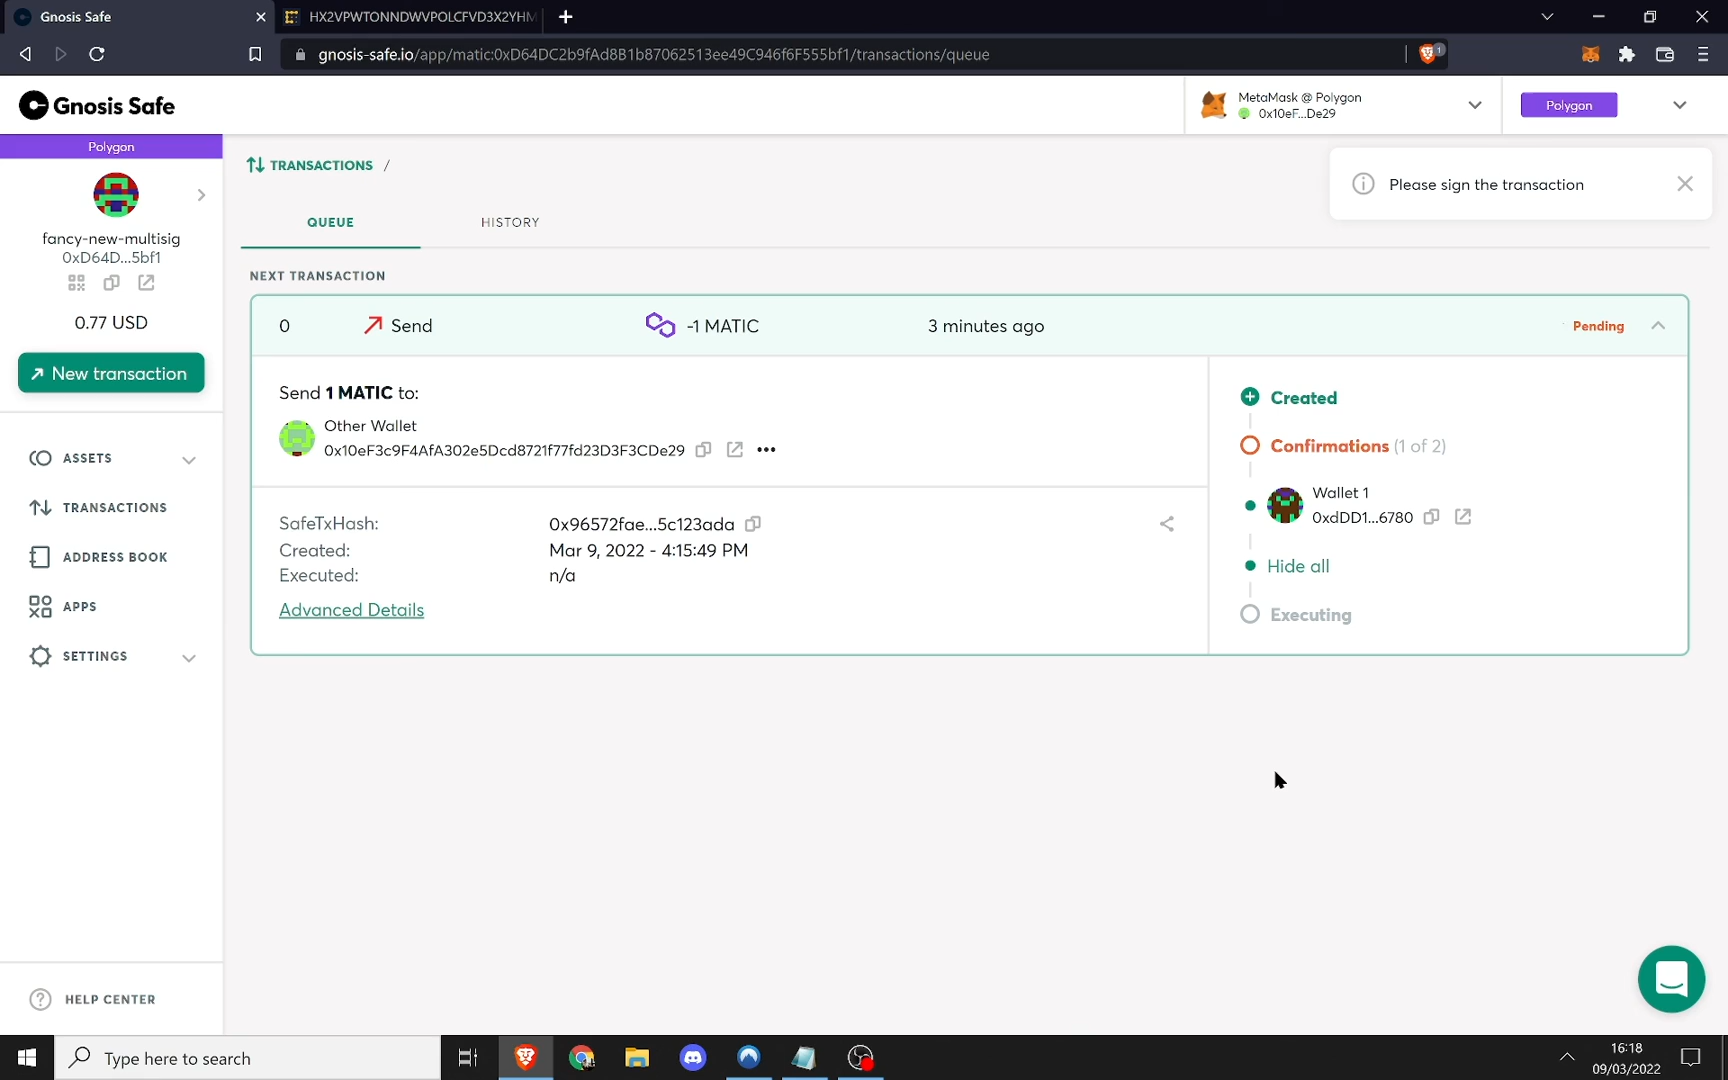 Gnosis Safe
HX2VPWTONNDWVPOLCFVD3X2YHM
gnosis-safe.io/app/matic:0xD64DC2b9fAd8B1b87062513ee49C946f6F555bf1/transactions/queue
1
Gnosis Safe
MetaMask @ Polygon
0x10eF...De29
Polygon
Polygon
fancy-new-multisig
0xD64D...5bf1
0.77 USD
New transaction
ASSETS
TRANSACTIONS
ADDRESS BOOK
APPS
SETTINGS
HELP CENTER
TRANSACTIONS /
Please sign the transaction
QUEUE
HISTORY
NEXT TRANSACTION
0 Send -1 MATIC 3 minutes ago Pending
Send 1 MATIC to:
Other Wallet
0x10eF3c9F4AfA302e5Dcd8721f77fd23D3F3CDe29
SafeTxHash: 0x96572fae...5c123ada
Created: Mar 9, 2022 - 4:15:49 PM
Executed: n/a
Advanced Details
Created
Confirmations (1 of 2)
Wallet 1
0xdDD1...6780
Hide all
Executing
Type here to search
16:18
09/03/2022